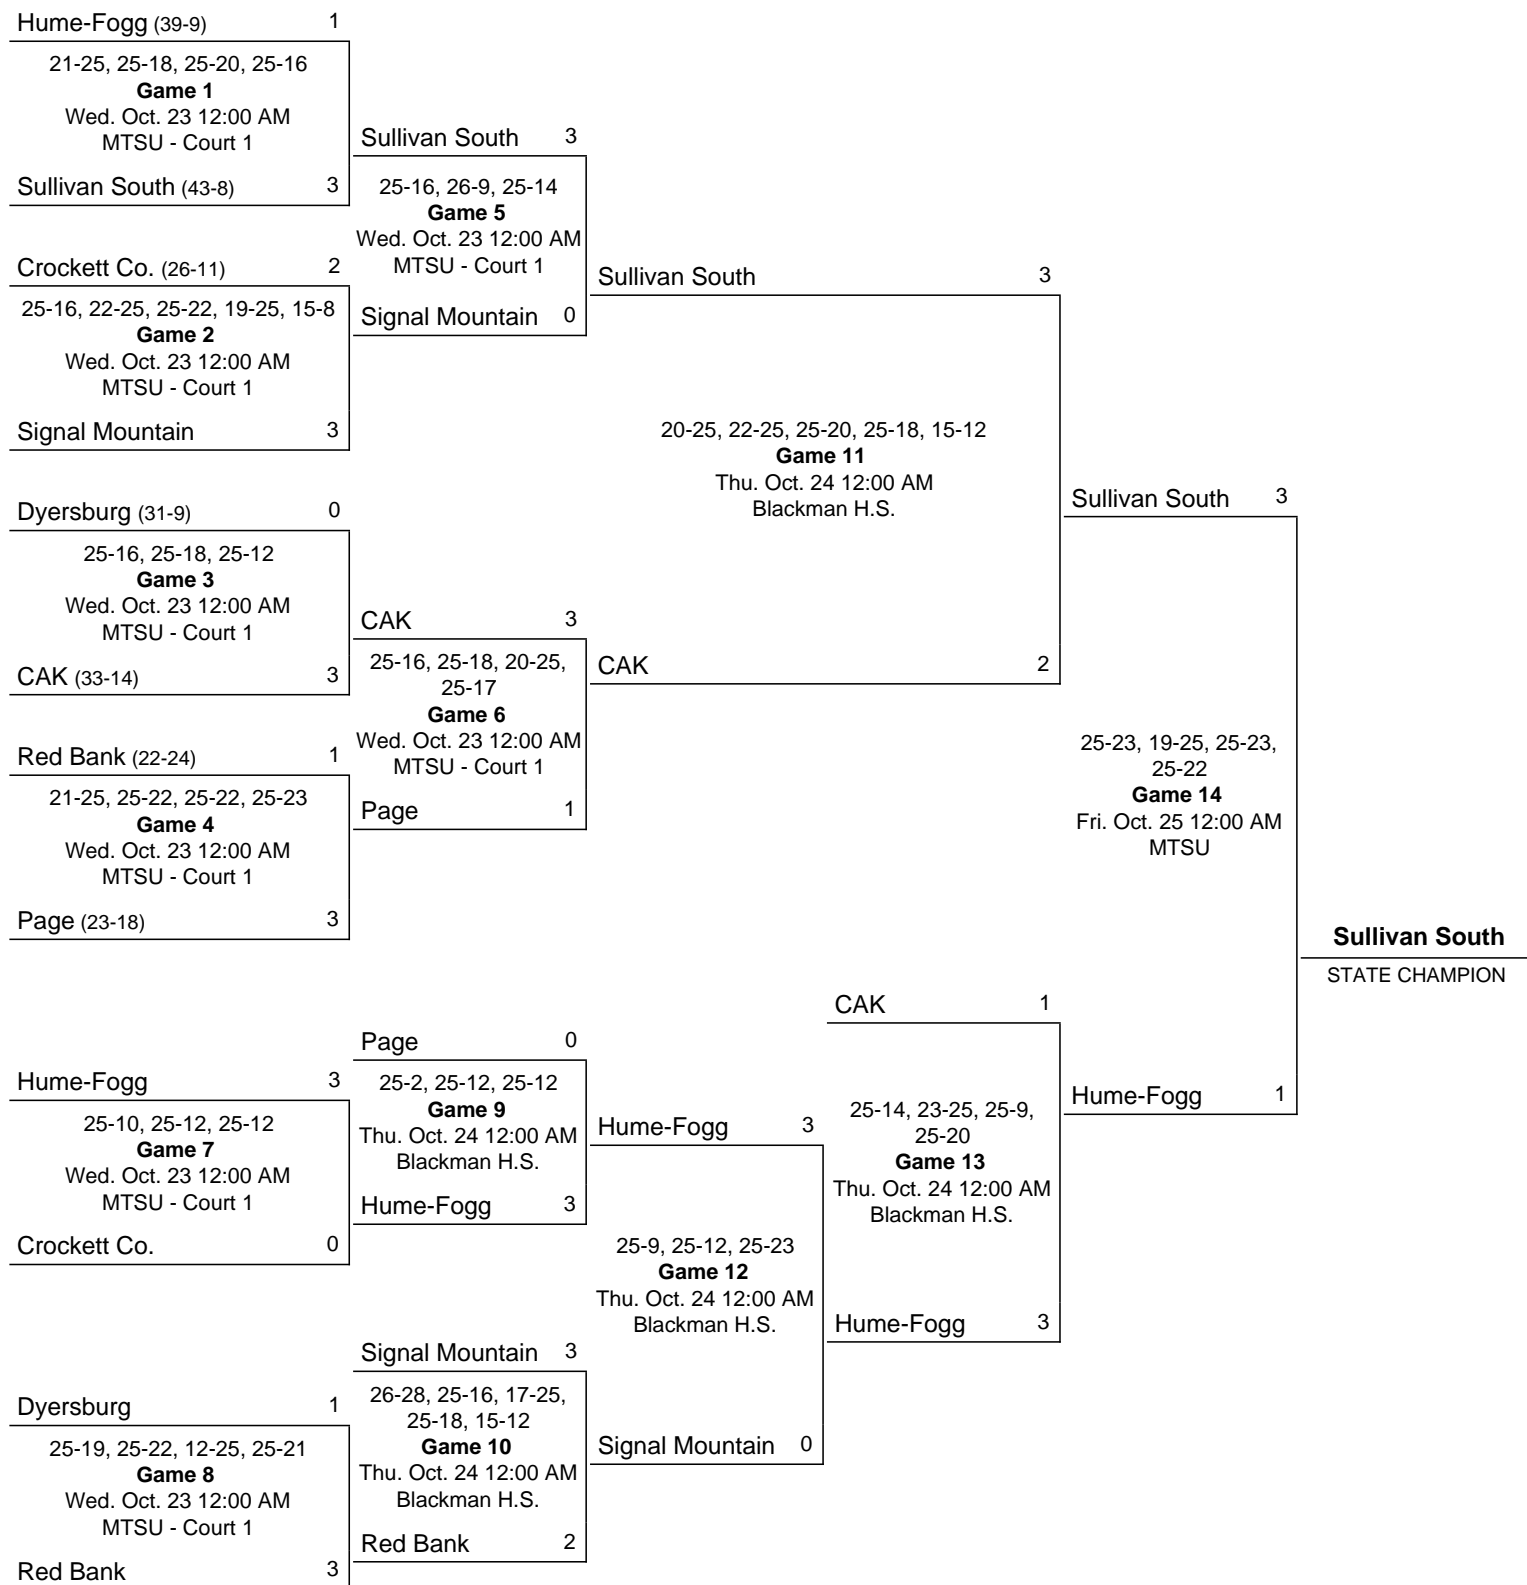 Hume-Fogg (39-9) 1
21-25, 25-18, 25-20, 25-16
Game 1
Wed. Oct. 23 12:00 AM
MTSU - Court 1
Sullivan South (43-8) 3
Crockett Co. (26-11) 2
25-16, 22-25, 25-22, 19-25, 15-8
Game 2
Wed. Oct. 23 12:00 AM
MTSU - Court 1
Signal Mountain 3
Dyersburg (31-9) 0
25-16, 25-18, 25-12
Game 3
Wed. Oct. 23 12:00 AM
MTSU - Court 1
CAK (33-14) 3
Red Bank (22-24) 1
21-25, 25-22, 25-22, 25-23
Game 4
Wed. Oct. 23 12:00 AM
MTSU - Court 1
Page (23-18) 3
Sullivan South 3
25-16, 26-9, 25-14
Game 5
Wed. Oct. 23 12:00 AM
MTSU - Court 1
Signal Mountain 0
CAK 3
25-16, 25-18, 20-25,
25-17
Game 6
Wed. Oct. 23 12:00 AM
MTSU - Court 1
Page 1
Sullivan South 3
20-25, 22-25, 25-20, 25-18, 15-12
Game 11
Thu. Oct. 24 12:00 AM
Blackman H.S.
CAK 2
Sullivan South 3
25-23, 19-25, 25-23,
25-22
Game 14
Fri. Oct. 25 12:00 AM
MTSU
Hume-Fogg 1
Sullivan South
STATE CHAMPION
Hume-Fogg 3
25-10, 25-12, 25-12
Game 7
Wed. Oct. 23 12:00 AM
MTSU - Court 1
Crockett Co. 0
Dyersburg 1
25-19, 25-22, 12-25, 25-21
Game 8
Wed. Oct. 23 12:00 AM
MTSU - Court 1
Red Bank 3
Page 0
25-2, 25-12, 25-12
Game 9
Thu. Oct. 24 12:00 AM
Blackman H.S.
Hume-Fogg 3
Signal Mountain 3
26-28, 25-16, 17-25,
25-18, 15-12
Game 10
Thu. Oct. 24 12:00 AM
Blackman H.S.
Red Bank 2
Hume-Fogg 3
25-9, 25-12, 25-23
Game 12
Thu. Oct. 24 12:00 AM
Blackman H.S.
Signal Mountain 0
CAK 1
25-14, 23-25, 25-9,
25-20
Game 13
Thu. Oct. 24 12:00 AM
Blackman H.S.
Hume-Fogg 3